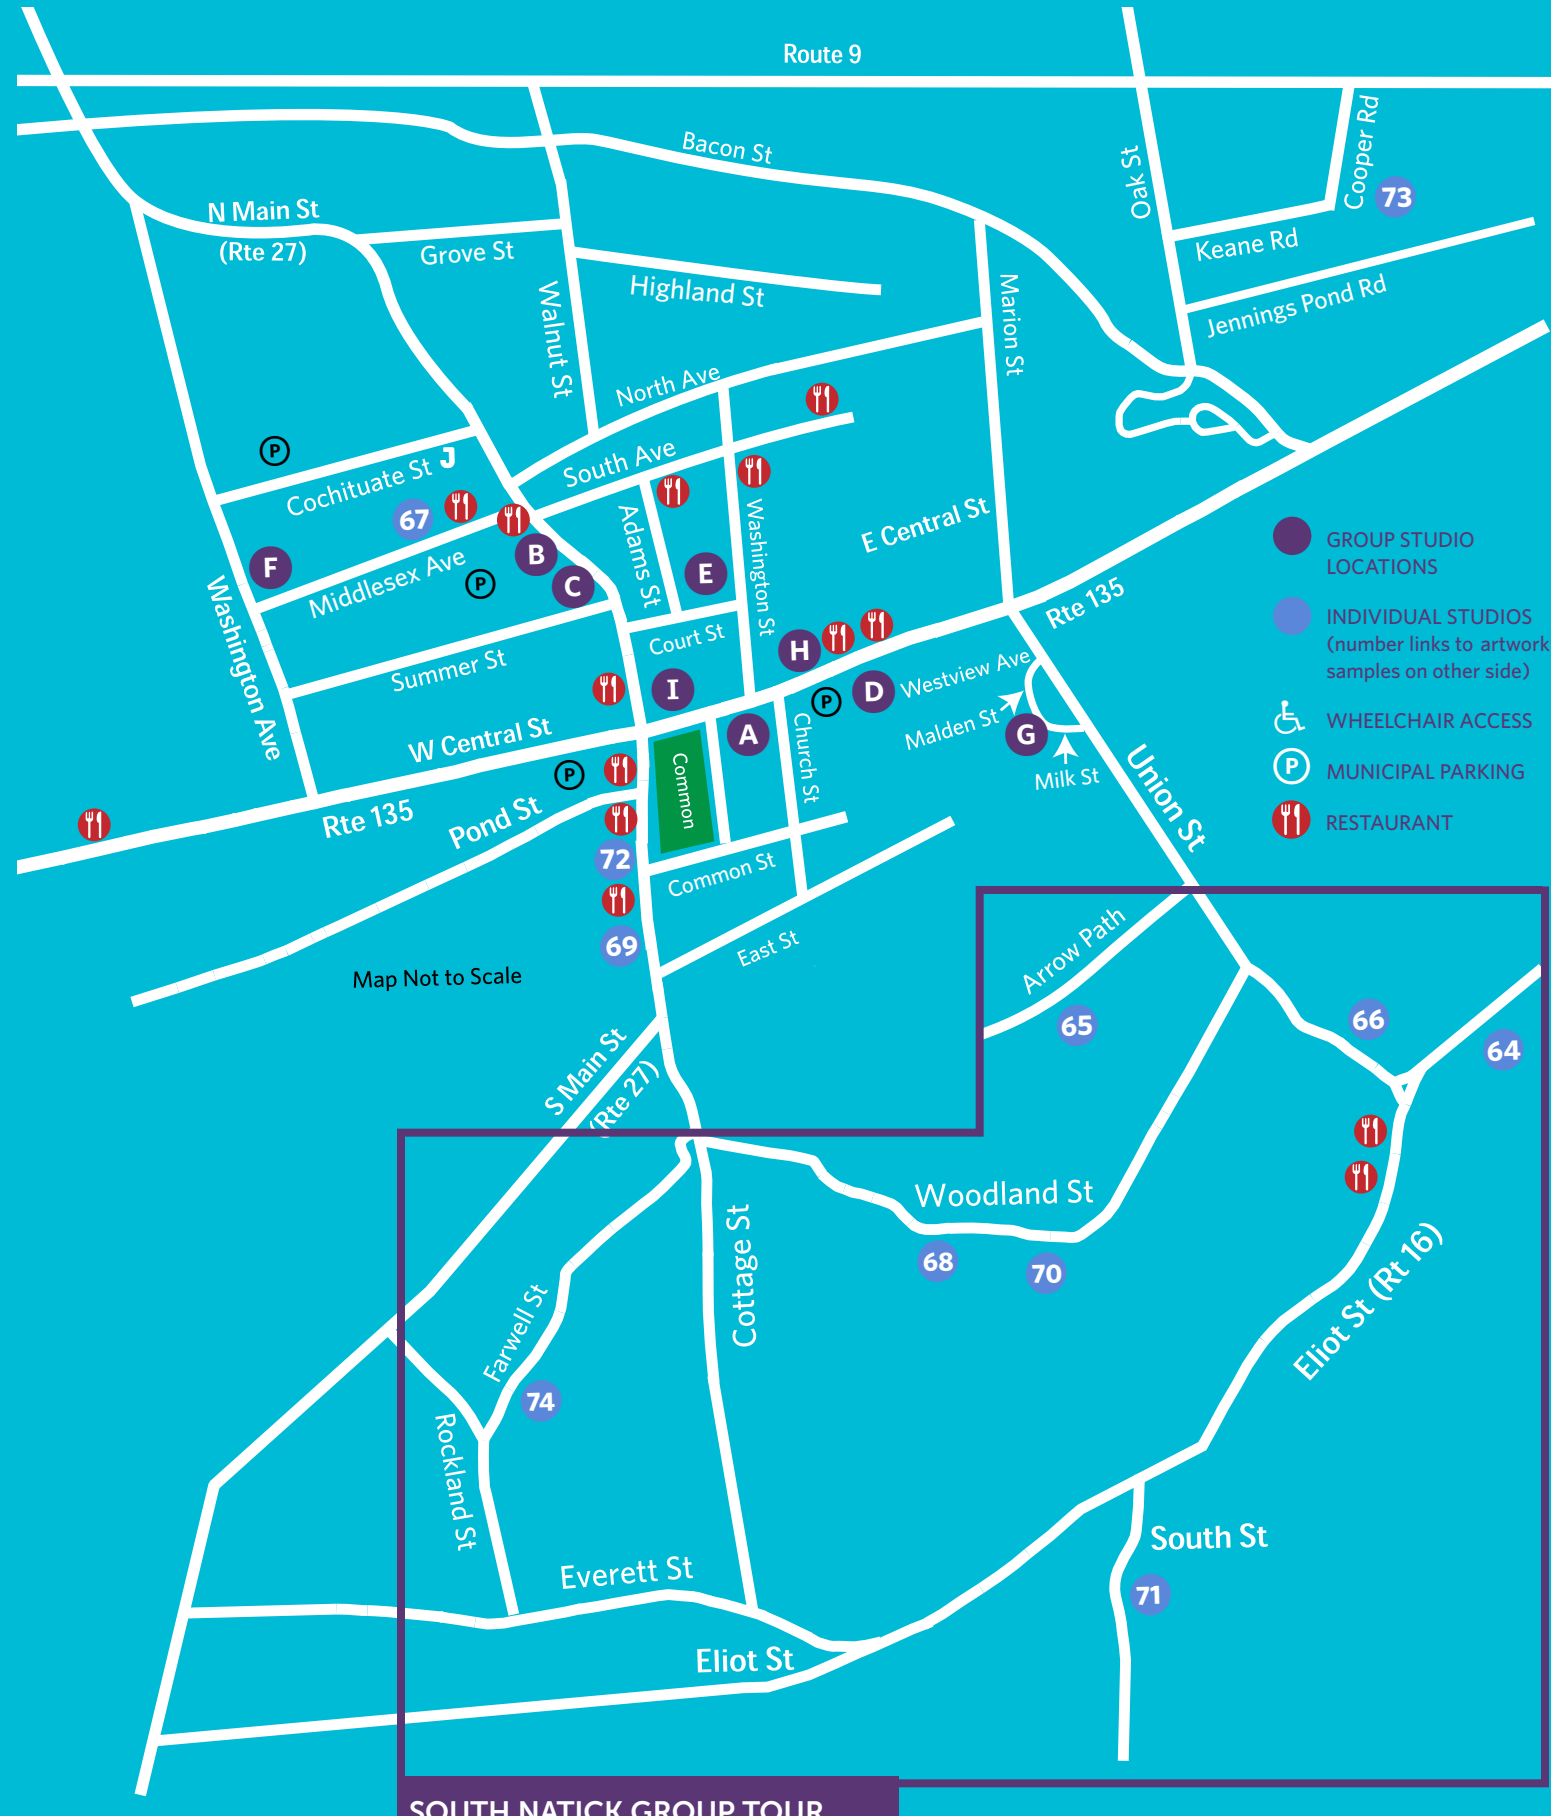 Route 9
Bacon St
Oak St
Cooper Rd
73
N Main St
(Rte 27)
Grove St
Keane Rd
Highland St
Jennings Pond Rd
Walnut St
Marion St
North Ave
P
South Ave
Cochituate St
J
67
Adams St
Washington St
E Central St
F
B
C
E
Middlesex Ave
P
Washington Ave
Court St
Summer St
H
Rte 135
I
D
Westview Ave
P
Malden St
G
Milk St
W Central St
A
Church St
Common
P
Rte 135
Pond St
Union St
72
Common St
69
East St
Map Not to Scale
GROUP STUDIO
LOCATIONS
INDIVIDUAL STUDIOS
(number links to artwork
samples on other side)
WHEELCHAIR ACCESS
P
MUNICIPAL PARKING
RESTAURANT
Arrow Path
65
66
64
S Main St
(Rte 27)
Woodland St
68
70
Cottage St
Eliot St (Rt 16)
Farwell St
74
Rockland St
South St
71
Everett St
Eliot St
SOUTH NATICK GROUP TOUR